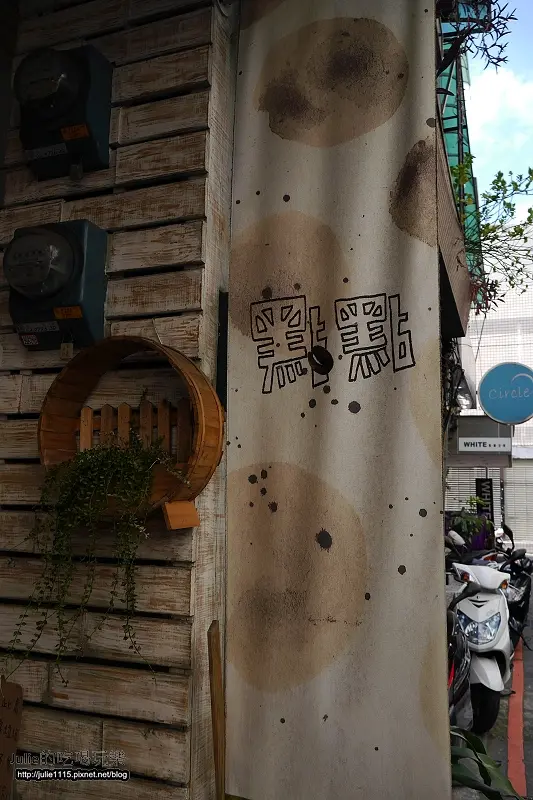 點點
Circle
WHITE
Julie的吃喝玩樂
http://julie1115.pixnet.net/blog